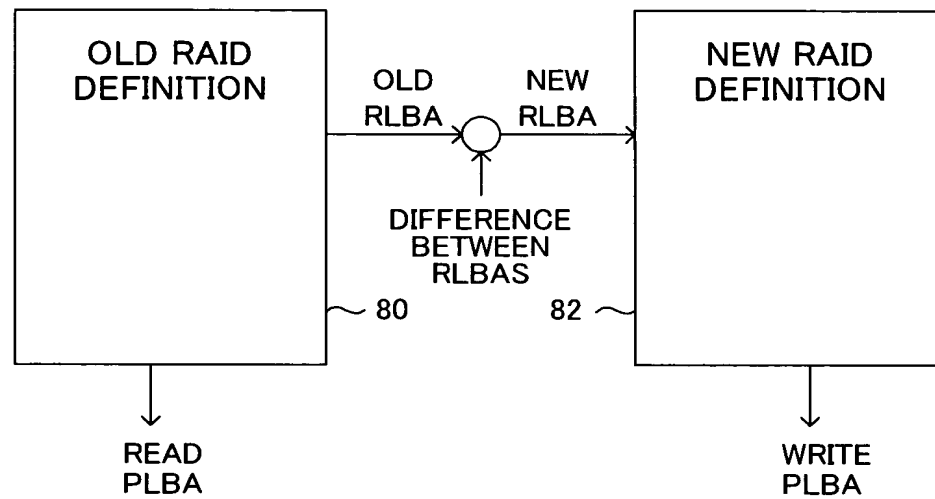 OLD RAID
DEFINITION
OLD
RLBA
NEW
RLBA
NEW RAID
DEFINITION
DIFFERENCE
BETWEEN
RLBAS
80
82
READ
PLBA
WRITE
PLBA